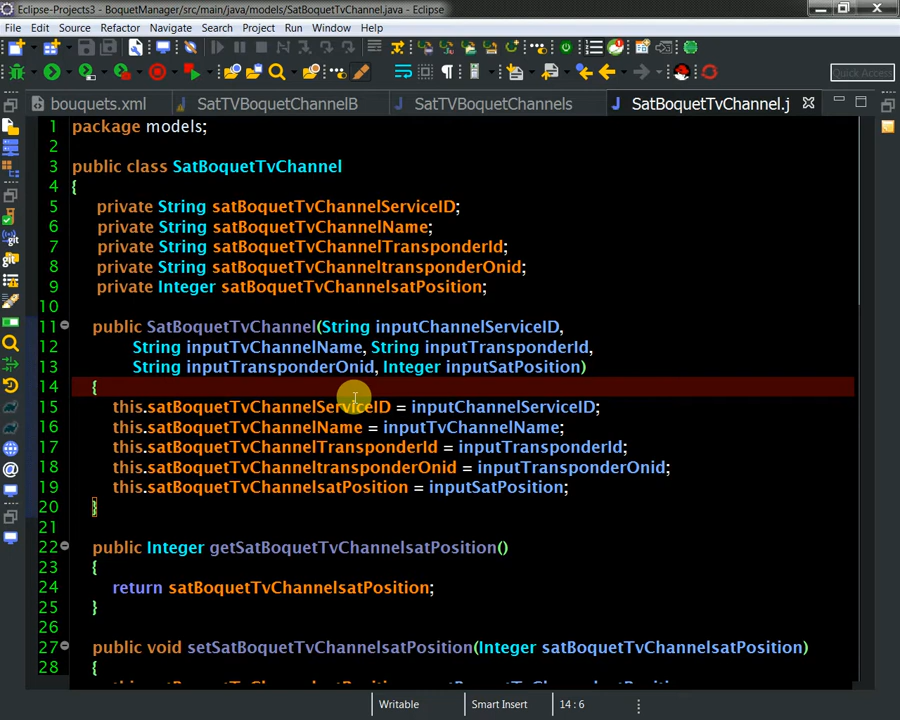 Eclipse-Projects3 - BoquetManager/src/main/java/models/SatBoquetTvChannel.java - Eclipse
File Edit Source Refactor Navigate Search Project Run Window Help
Quick Access
bouquets.xml SatTVBoquetChannelB SatTVBoquetChannels SatBoquetTvChannel.j
1 package models;
2
3 public class SatBoquetTvChannel
4 {
5 private String satBoquetTvChannelServiceID;
6 private String satBoquetTvChannelName;
7 private String satBoquetTvChannelTransponderId;
8 private String satBoquetTvChanneltransponderOnid;
9 private Integer satBoquetTvChannelsatPosition;
10
11 public SatBoquetTvChannel(String inputChannelServiceID,
12 String inputTvChannelName, String inputTransponderId,
13 String inputTransponderOnid, Integer inputSatPosition)
14 {
15 this.satBoquetTvChannelServiceID = inputChannelServiceID;
16 this.satBoquetTvChannelName = inputTvChannelName;
17 this.satBoquetTvChannelTransponderId = inputTransponderId;
18 this.satBoquetTvChanneltransponderOnid = inputTransponderOnid;
19 this.satBoquetTvChannelsatPosition = inputSatPosition;
20 }
21
22 public Integer getSatBoquetTvChannelsatPosition()
23 {
24 return satBoquetTvChannelsatPosition;
25 }
26
27 public void setSatBoquetTvChannelsatPosition(Integer satBoquetTvChannelsatPosition)
28 {
Writable Smart Insert 14 : 6